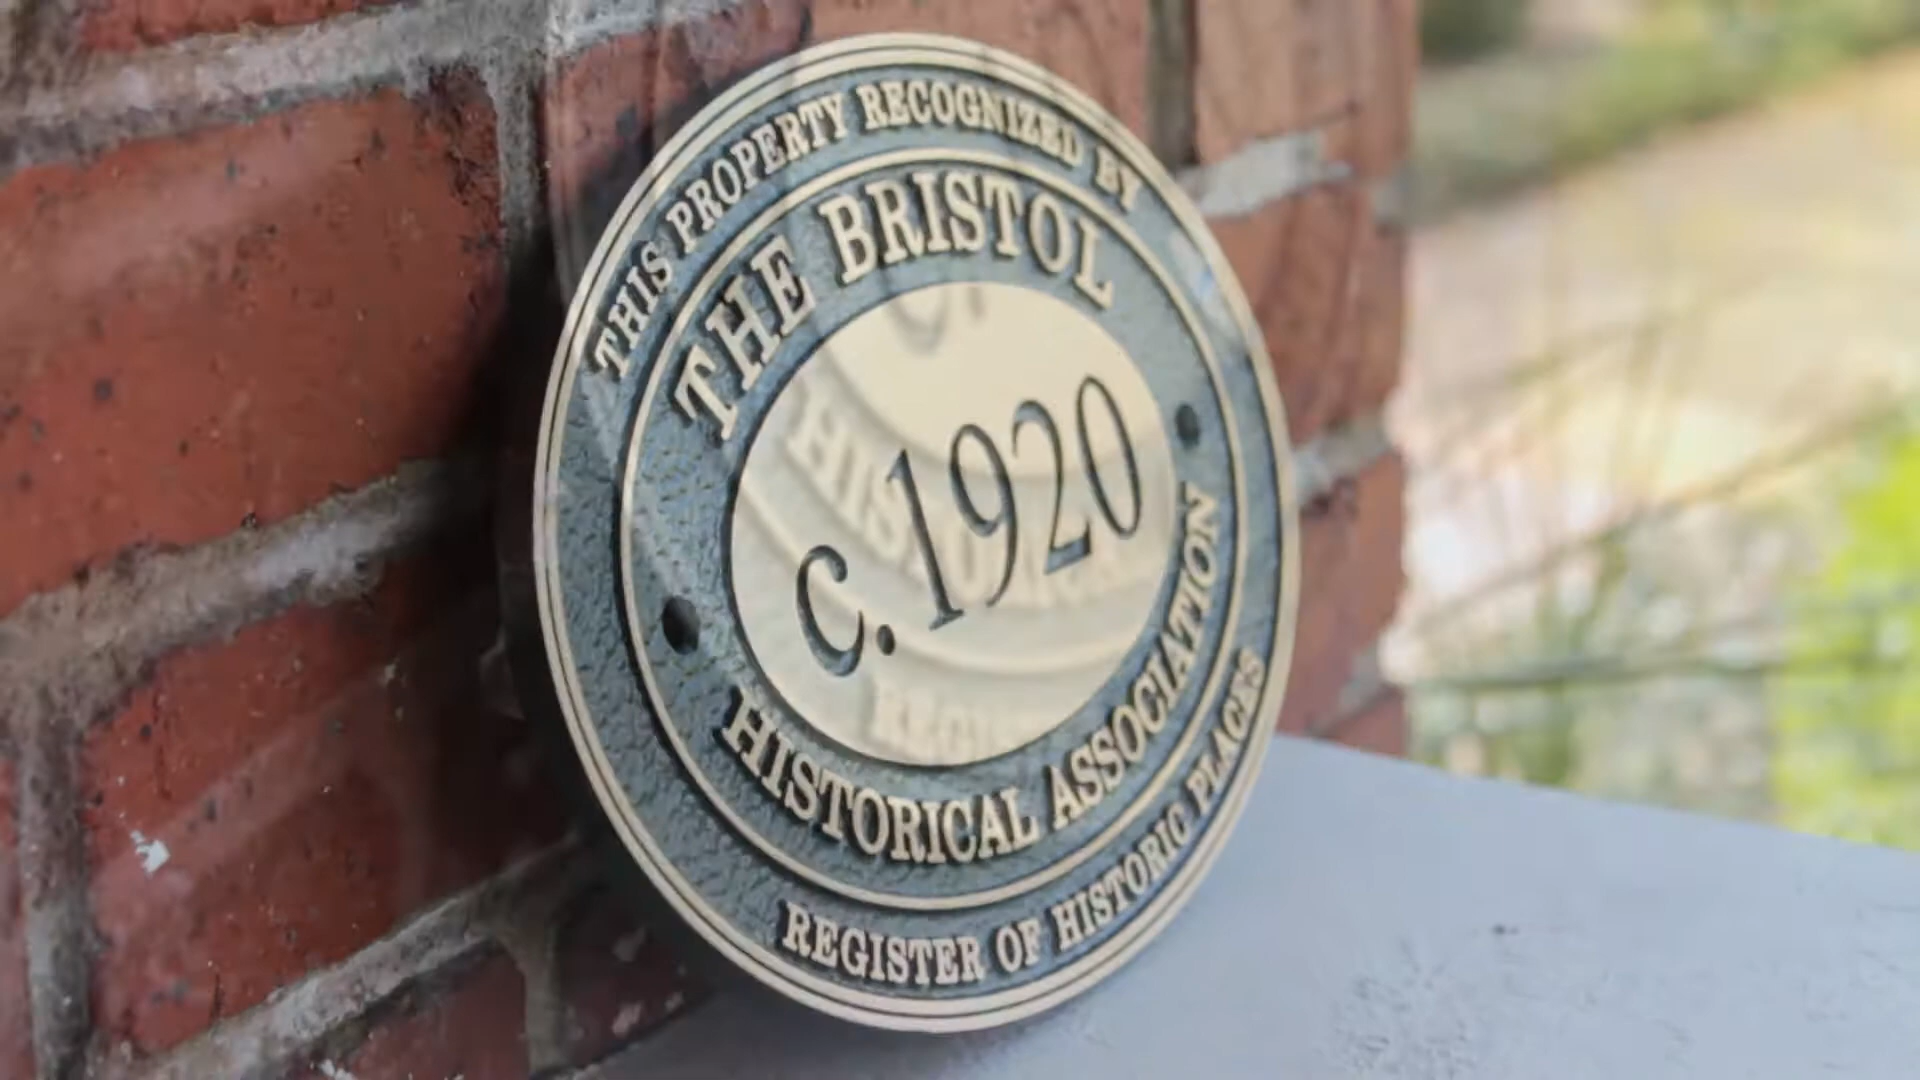 THIS PROPERTY RECOGNIZED BY
THE BRISTOL
c. 1920
HISTORICAL ASSOCIATION
REGISTER OF HISTORIC PLACES